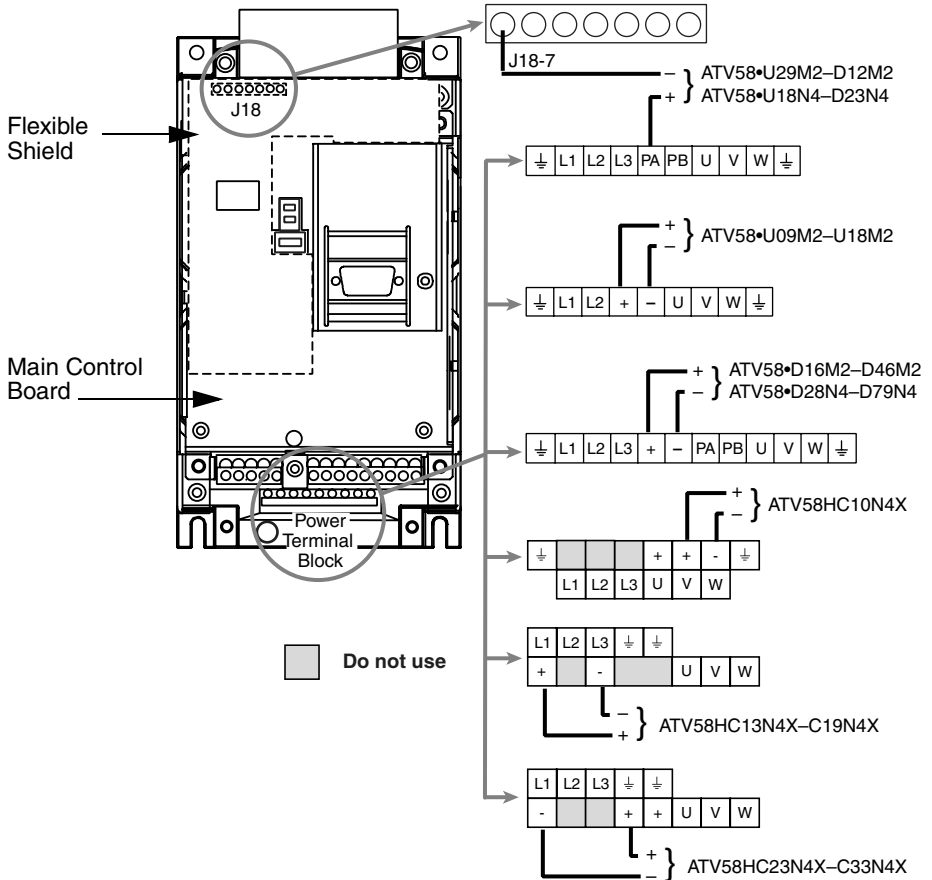 J18-7
– } ATV58•U29M2–D12M2
+ } ATV58•U18N4–D23N4
J18
Flexible
Shield
⏚ L1 L2 L3 PA PB U V W ⏚
+
– } ATV58•U09M2–U18M2
⏚ L1 L2 + – U V W ⏚
Main Control
Board
+ } ATV58•D16M2–D46M2
– } ATV58•D28N4–D79N4
⏚ L1 L2 L3 + – PA PB U V W ⏚
+
– } ATV58HC10N4X
Power
Terminal
Block
⏚ + + - ⏚
L1 L2 L3 U V W
Do not use
L1 L2 L3 ⏚ ⏚
+ - U V W
–
+ } ATV58HC13N4X–C19N4X
L1 L2 L3 ⏚ ⏚
- + + U V W
+
– } ATV58HC23N4X–C33N4X